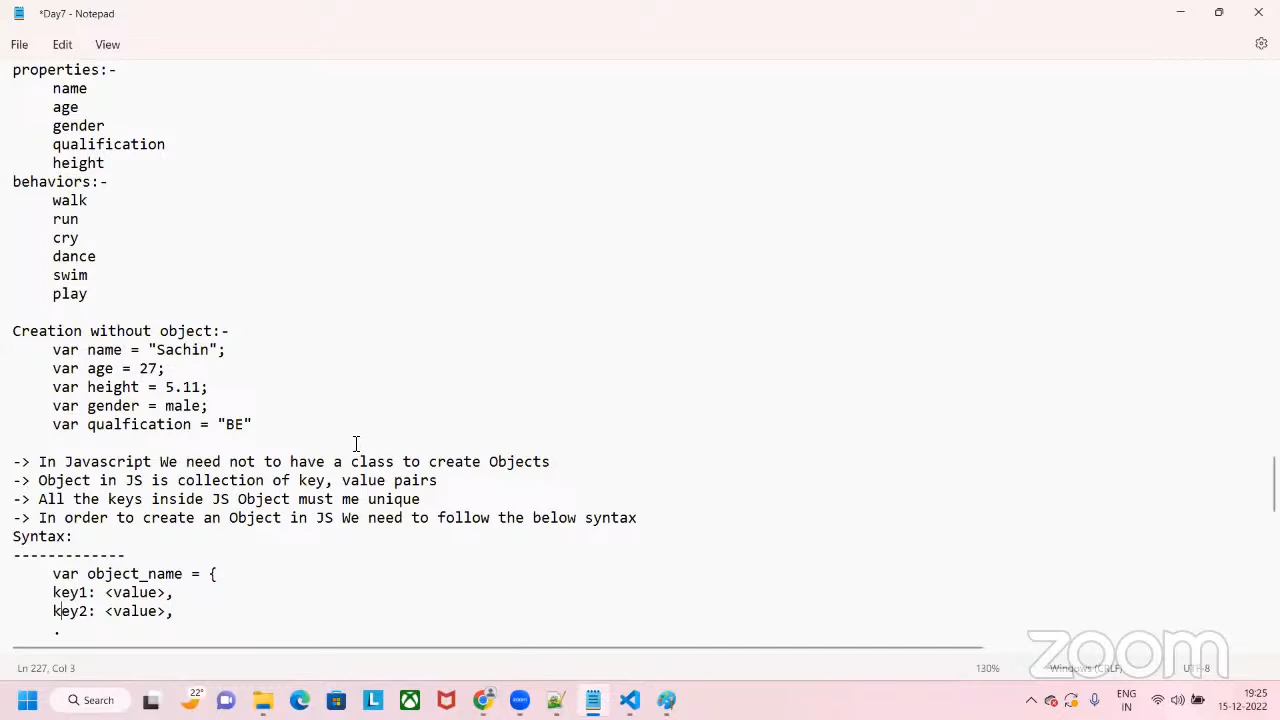 *Day7 - Notepad
File Edit View
properties:-
name
age
gender
qualification
height
behaviors:-
walk
run
cry
dance
swim
play
Creation without object:-
var name = "Sachin";
var age = 27;
var height = 5.11;
var gender = male;
var qualfication = "BE"
-> In Javascript We need not to have a class to create Objects
-> Object in JS is collection of key, value pairs
-> All the keys inside JS Object must me unique
-> In order to create an Object in JS We need to follow the below syntax
Syntax:
-------------
var object_name = {
key1: <value>,
key2: <value>,
.
zoom
Ln 227, Col 3 130% Windows (CRLF) UTF-8
22° Search ENG 19:25
IN 15-12-2022